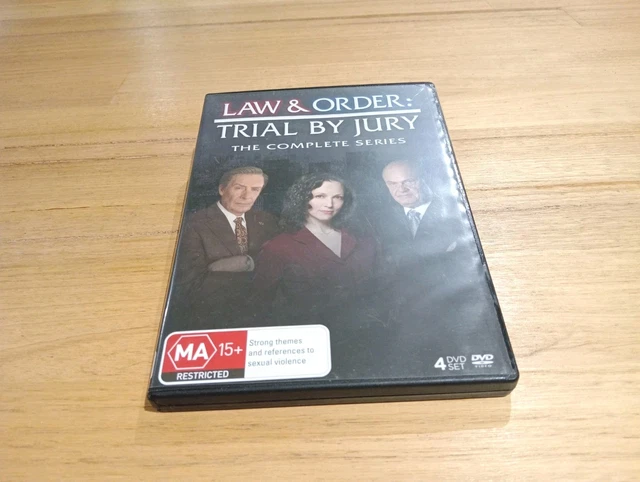 LAW & ORDER:
TRIAL BY JURY
THE COMPLETE SERIES
MA 15+
RESTRICTED
Strong themes
and references to
sexual violence
4 DVD
SET
DVD
VIDEO